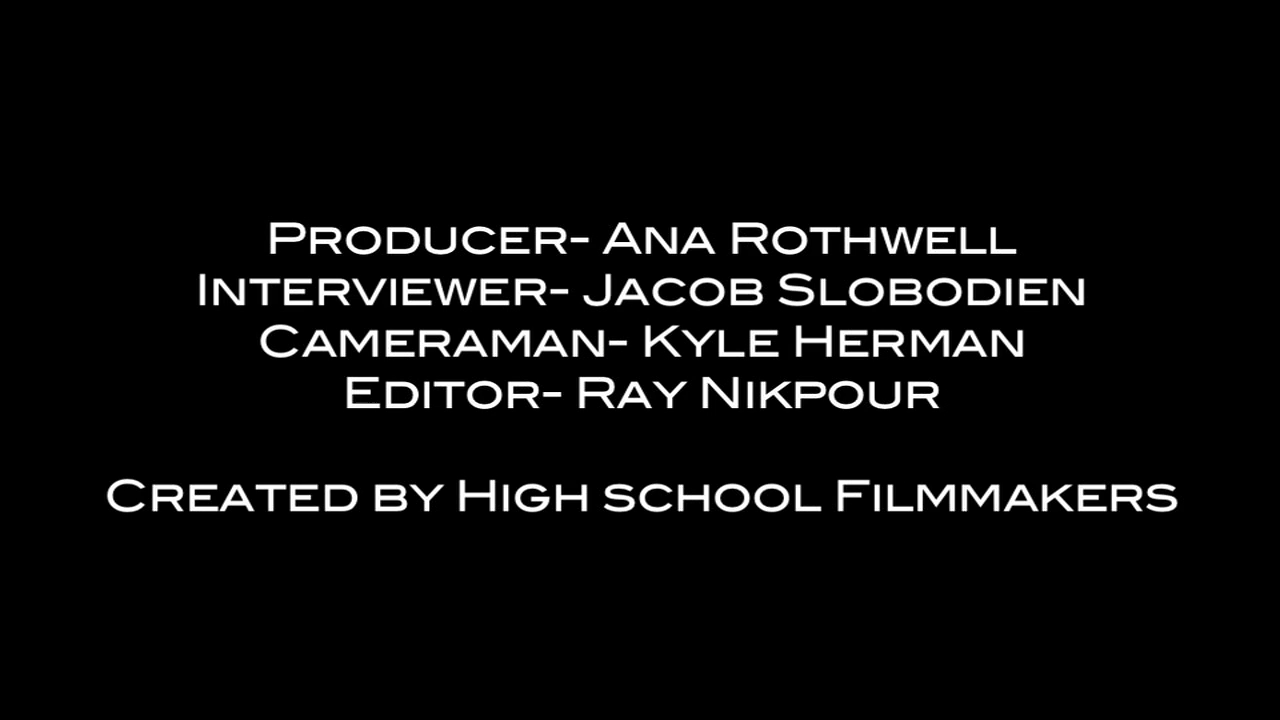 Producer- Ana Rothwell
Interviewer- Jacob Slobodien
Cameraman- Kyle Herman
Editor- Ray Nikpour
Created by High school Filmmakers